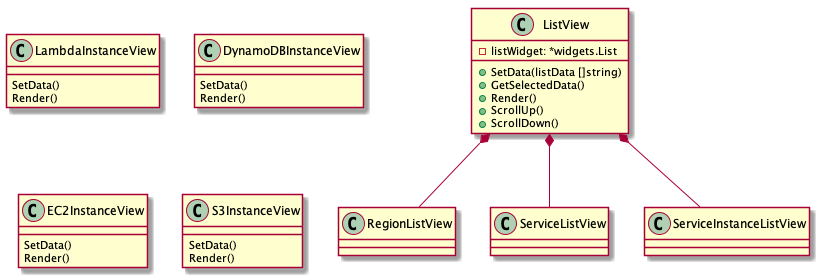 C LambdaInstanceView
SetData()
Render()
C DynamoDBInstanceView
SetData()
Render()
C ListView
listWidget: *widgets.List
SetData(listData []string)
GetSelectedData()
Render()
ScrollUp()
ScrollDown()
C EC2InstanceView
SetData()
Render()
C S3InstanceView
SetData()
Render()
C RegionListView
C ServiceListView
C ServiceInstanceListView